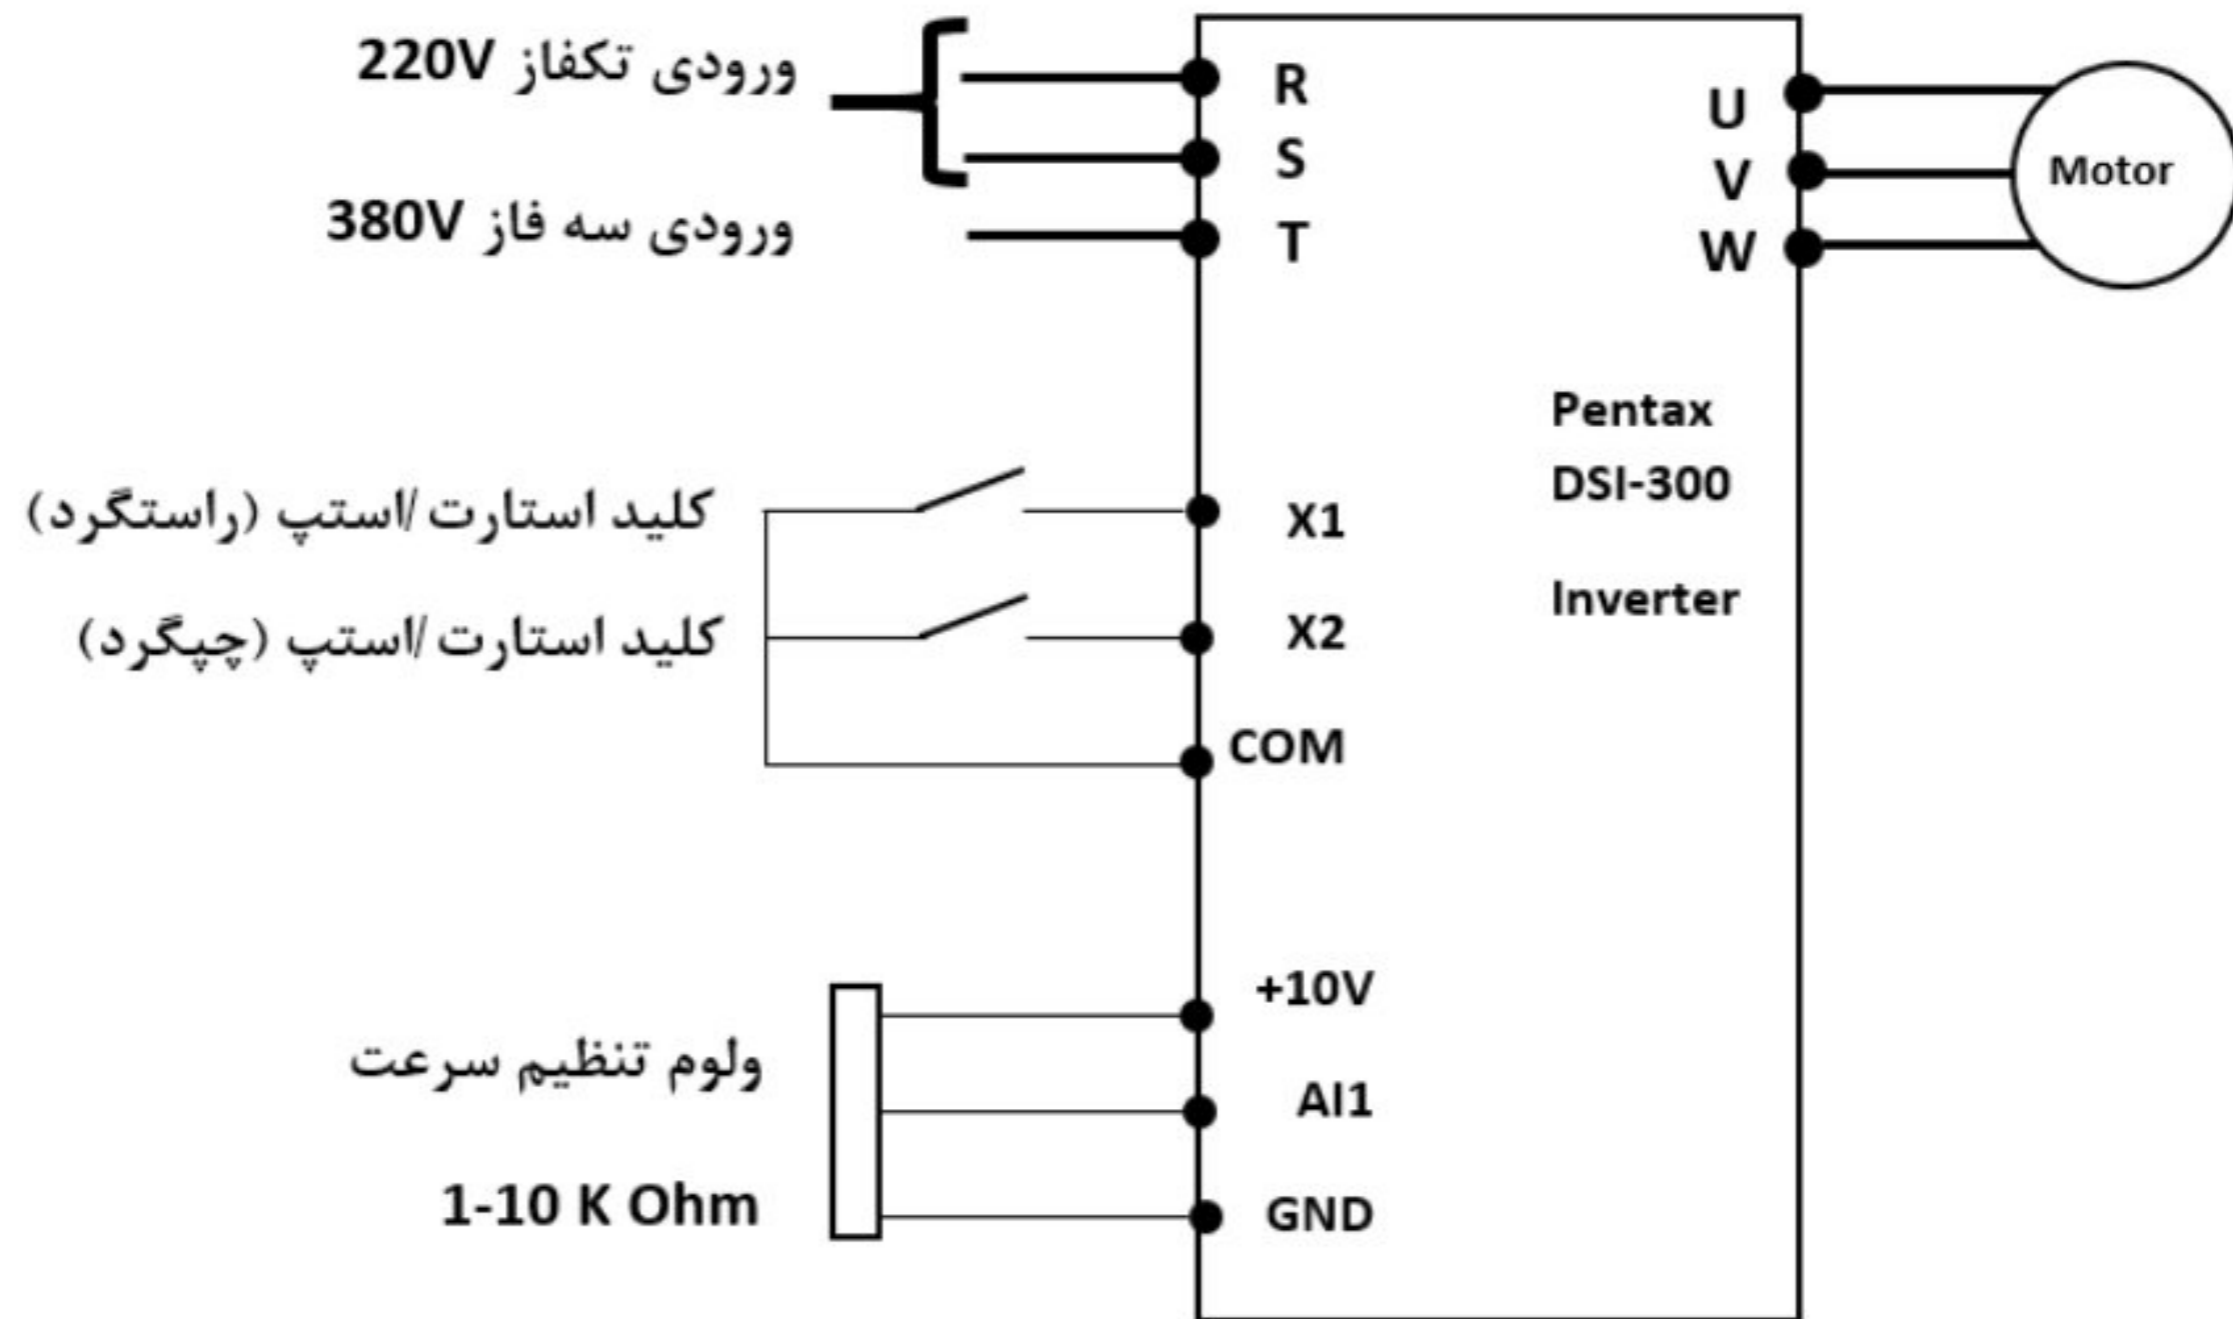 ورودی تکفاز 220V
ورودی سه فاز 380V
R
S
T
U
V
W
Motor
Pentax
DSI-300
Inverter
کلید استارت /استپ (راستگرد)
X1
کلید استارت /استپ (چپگرد)
X2
COM
+10V
ولوم تنظیم سرعت
AI1
1-10 K Ohm
GND